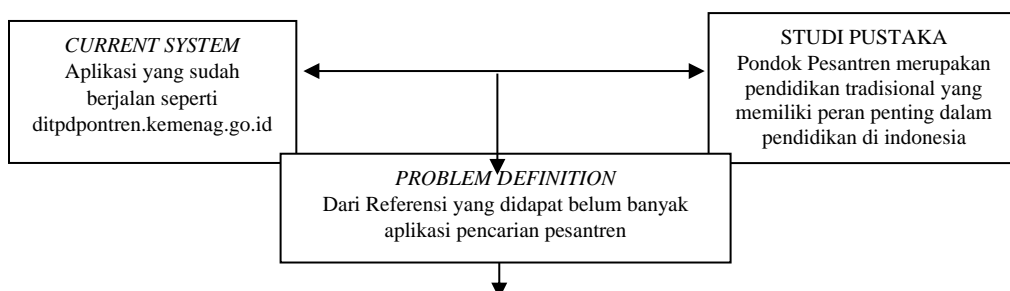 CURRENT SYSTEM
Aplikasi yang sudah
berjalan seperti
ditpdpontren.kemenag.go.id
STUDI PUSTAKA
Pondok Pesantren merupakan
pendidikan tradisional yang
memiliki peran penting dalam
pendidikan di indonesia
PROBLEM DEFINITION
Dari Referensi yang didapat belum banyak
aplikasi pencarian pesantren